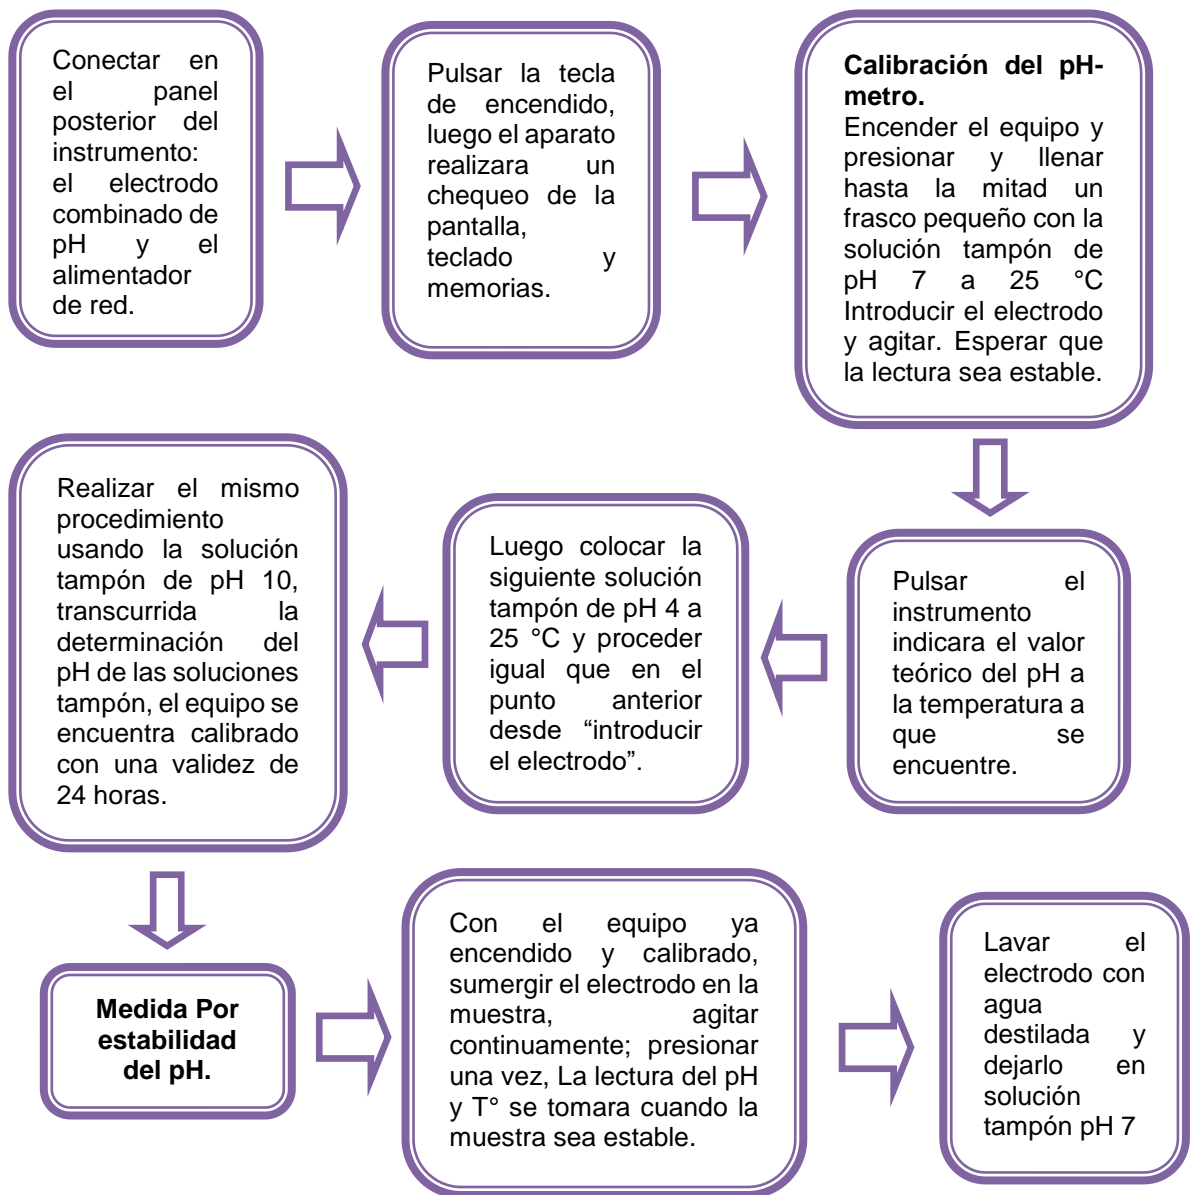 Conectar en
el panel
posterior del
instrumento:
el electrodo
combinado de
pH y el
alimentador
de red.
Pulsar la tecla
de encendido,
luego el aparato
realizara un
chequeo de la
pantalla,
teclado y
memorias.
Calibración del pH-
metro.
Encender el equipo y
presionar y llenar
hasta la mitad un
frasco pequeño con la
solución tampón de
pH 7 a 25 °C
Introducir el electrodo
y agitar. Esperar que
la lectura sea estable.
Pulsar el
instrumento
indicara el valor
teórico del pH a
la temperatura a
que se
encuentre.
Luego colocar la
siguiente solución
tampón de pH 4 a
25 °C y proceder
igual que en el
punto anterior
desde “introducir
el electrodo”.
Realizar el mismo
procedimiento
usando la solución
tampón de pH 10,
transcurrida la
determinación del
pH de las soluciones
tampón, el equipo se
encuentra calibrado
con una validez de
24 horas.
Medida Por
estabilidad
del pH.
Con el equipo ya
encendido y calibrado,
sumergir el electrodo en la
muestra, agitar
continuamente; presionar
una vez, La lectura del pH
y T° se tomara cuando la
muestra sea estable.
Lavar el
electrodo con
agua
destilada y
dejarlo en
solución
tampón pH 7